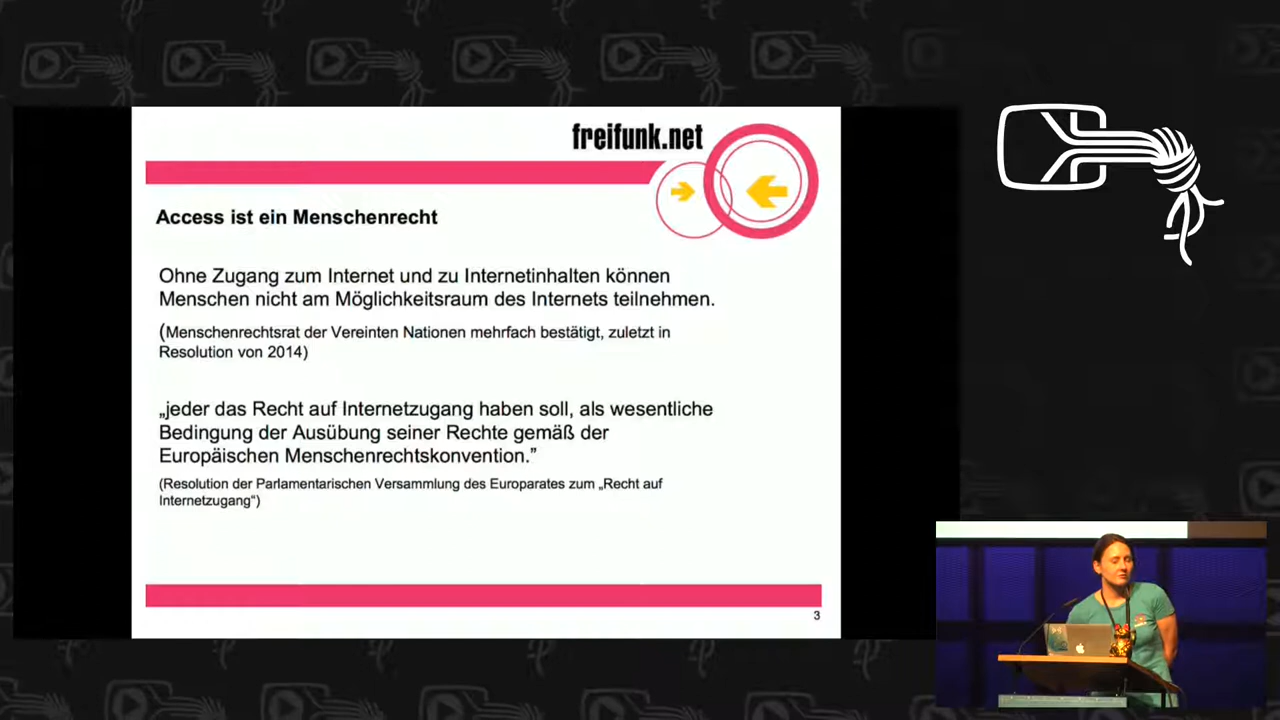 freifunk.net
Access ist ein Menschenrecht
Ohne Zugang zum Internet und zu Internetinhalten können
Menschen nicht am Möglichkeitsraum des Internets teilnehmen.
(Menschenrechtsrat der Vereinten Nationen mehrfach bestätigt, zuletzt in
Resolution von 2014)
„jeder das Recht auf Internetzugang haben soll, als wesentliche
Bedingung der Ausübung seiner Rechte gemäß der
Europäischen Menschenrechtskonvention.”
(Resolution der Parlamentarischen Versammlung des Europarates zum „Recht auf
Internetzugang“)
3